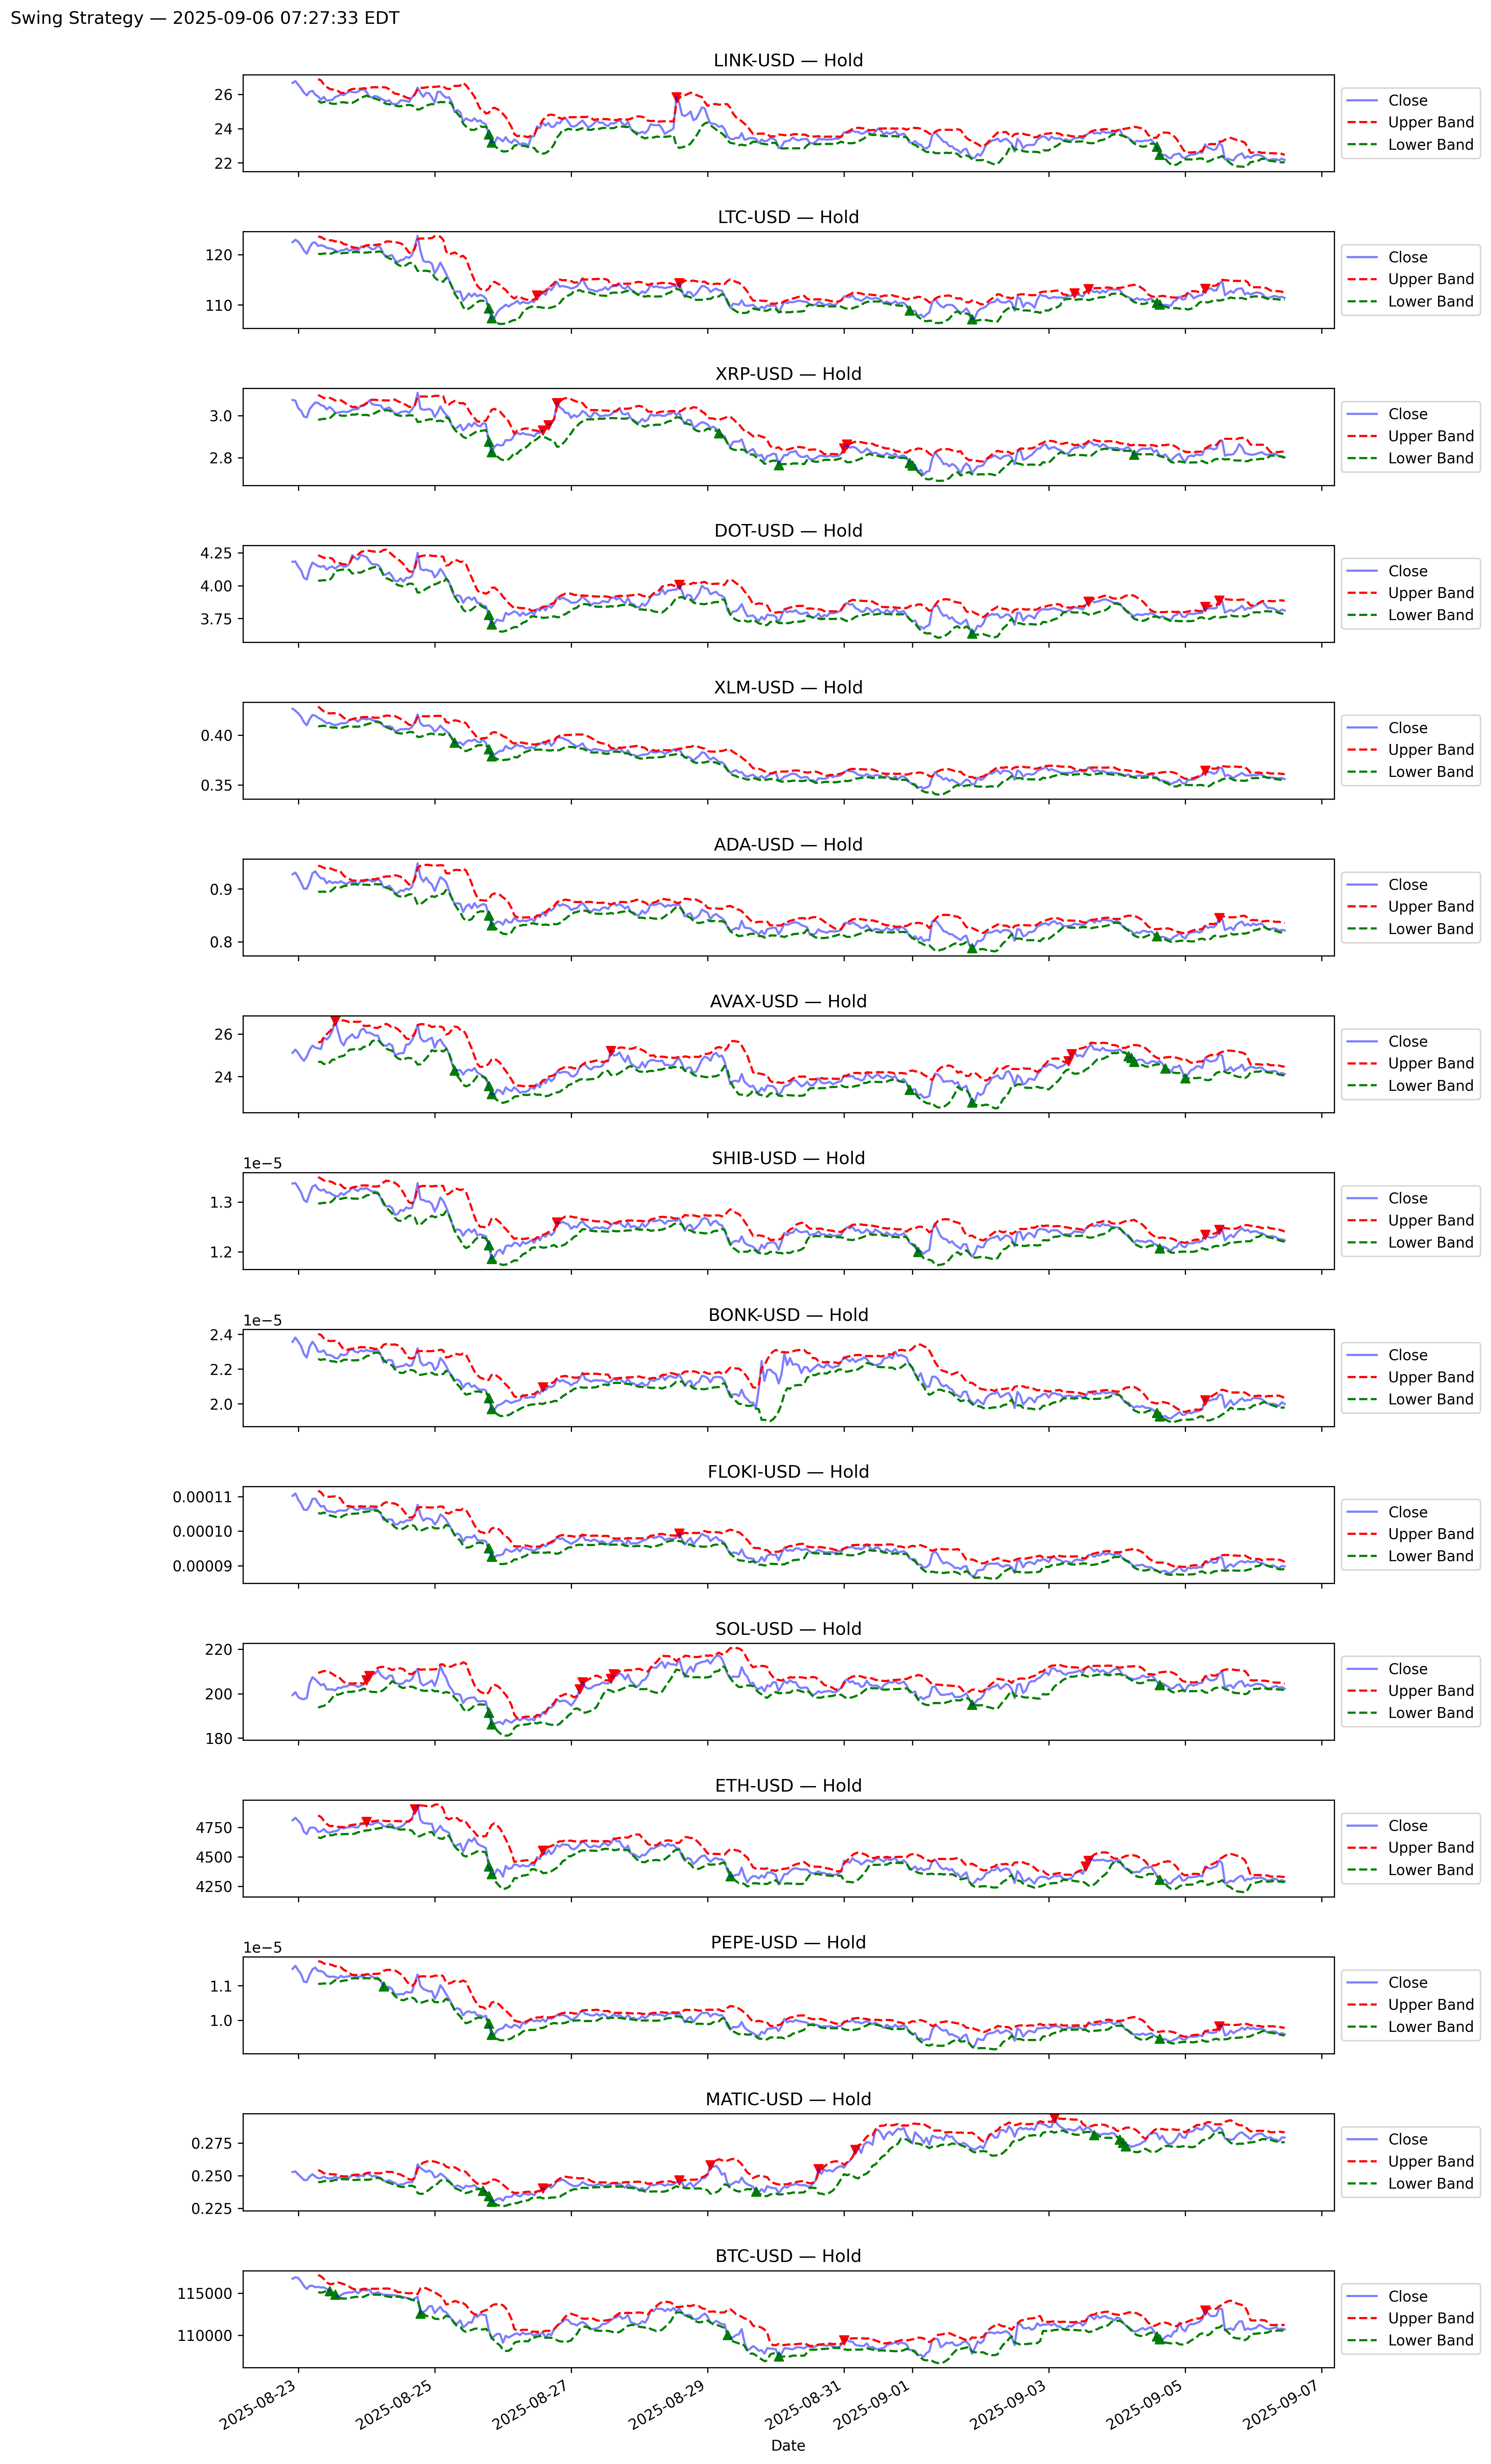 Swing Strategy — 2025-09-06 07:27:33 EDT
LINK-USD — Hold
26
24
22
Close
Upper Band
Lower Band
LTC-USD — Hold
120
110
Close
Upper Band
Lower Band
XRP-USD — Hold
3.0
2.8
Close
Upper Band
Lower Band
DOT-USD — Hold
4.25
4.00
3.75
Close
Upper Band
Lower Band
XLM-USD — Hold
0.40
0.35
Close
Upper Band
Lower Band
ADA-USD — Hold
0.9
0.8
Close
Upper Band
Lower Band
AVAX-USD — Hold
26
24
Close
Upper Band
Lower Band
SHIB-USD — Hold
1e−5
1.3
1.2
Close
Upper Band
Lower Band
BONK-USD — Hold
1e−5
2.4
2.2
2.0
Close
Upper Band
Lower Band
FLOKI-USD — Hold
0.00011
0.00010
0.00009
Close
Upper Band
Lower Band
SOL-USD — Hold
220
200
180
Close
Upper Band
Lower Band
ETH-USD — Hold
4750
4500
4250
Close
Upper Band
Lower Band
PEPE-USD — Hold
1e−5
1.1
1.0
Close
Upper Band
Lower Band
MATIC-USD — Hold
0.275
0.250
0.225
Close
Upper Band
Lower Band
BTC-USD — Hold
115000
110000
Close
Upper Band
Lower Band
2025-08-23
2025-08-25
2025-08-27
2025-08-29
2025-08-31
2025-09-01
2025-09-03
2025-09-05
2025-09-07
Date